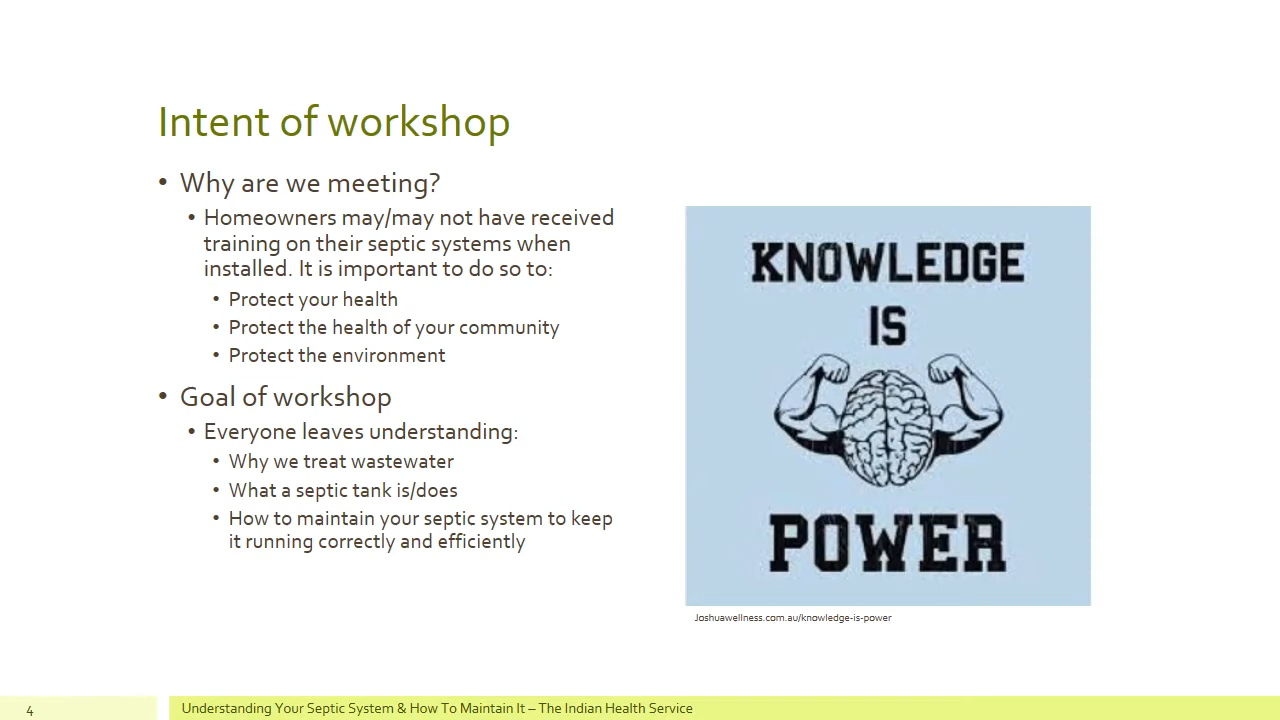 Intent of workshop
• Why are we meeting?
• Homeowners may/may not have received
training on their septic systems when
installed. It is important to do so to:
• Protect your health
• Protect the health of your community
• Protect the environment
• Goal of workshop
• Everyone leaves understanding:
• Why we treat wastewater
• What a septic tank is/does
• How to maintain your septic system to keep
it running correctly and efficiently
KNOWLEDGE
IS
POWER
Joshuawellness.com.au/knowledge-is-power
4
Understanding Your Septic System & How To Maintain It – The Indian Health Service